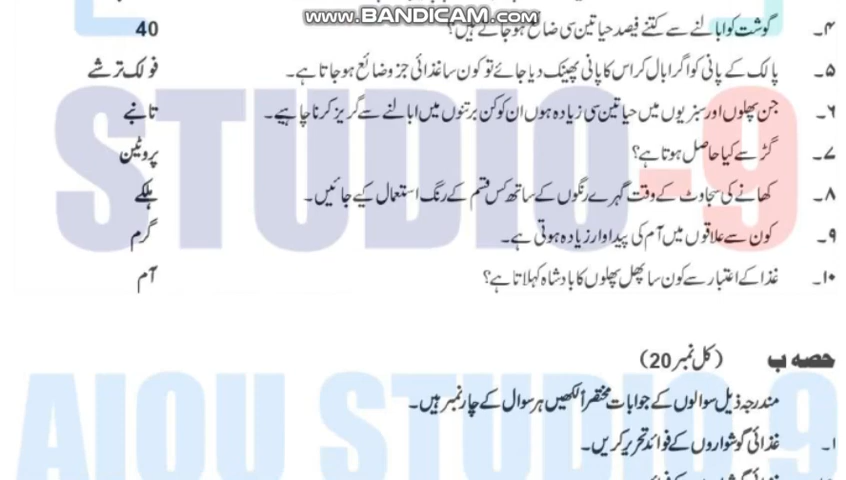 www.BANDICAM.com
۴۔ گوشت کو ابالنے سے کتنے فیصد حیاتین سی ضائع ہو جاتے ہیں؟ 40
۵۔ پالک کے پانی کو اگر ابال کر اس کا پانی پھینک دیا جائے تو کون سا غذائی جزو ضائع ہو جاتا ہے۔ فولک ترشے
۶۔ جن پھلوں اور سبزیوں میں حیاتین سی زیادہ ہوں ان کو کن برتنوں میں ابالنے سے گریز کرنا چاہیے۔ تانبے
۷۔ گڑ سے کیا حاصل ہوتا ہے؟ پروٹین
۸۔ کھانے کی سجاوٹ کے وقت گہرے رنگوں کے ساتھ کس قسم کے رنگ استعمال کیے جائیں۔ ہلکے
۹۔ کون سے علاقوں میں آم کی پیداوار زیادہ ہوتی ہے۔ گرم
۱۰۔ غذا کے اعتبار سے کون سا پھل پھلوں کا بادشاہ کہلاتا ہے؟ آم
STUDIO-9
حصہ ب (کل نمبر 20)
مندرجہ ذیل سوالوں کے جوابات مختصراً لکھیں ہر سوال کے چار نمبر ہیں۔
۱۔ غذائی گوشواروں کے فوائد تحریر کریں۔
AIOU STUDIO-9